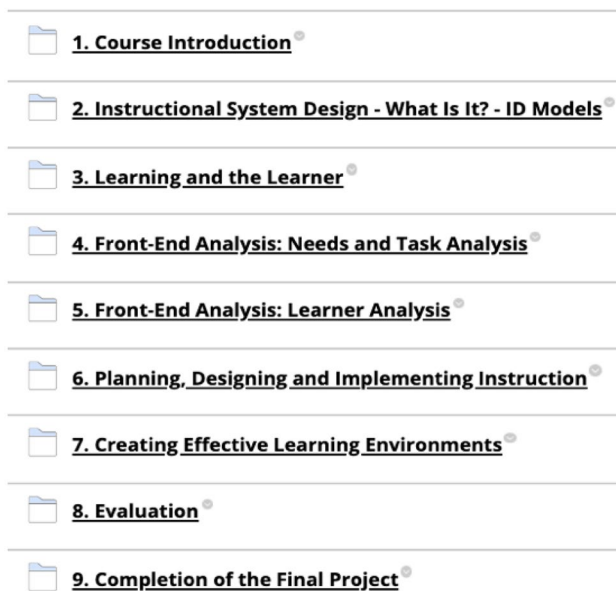 1. Course Introduction
2. Instructional System Design - What Is It? - ID Models
3. Learning and the Learner
4. Front-End Analysis: Needs and Task Analysis
5. Front-End Analysis: Learner Analysis
6. Planning, Designing and Implementing Instruction
7. Creating Effective Learning Environments
8. Evaluation
9. Completion of the Final Project